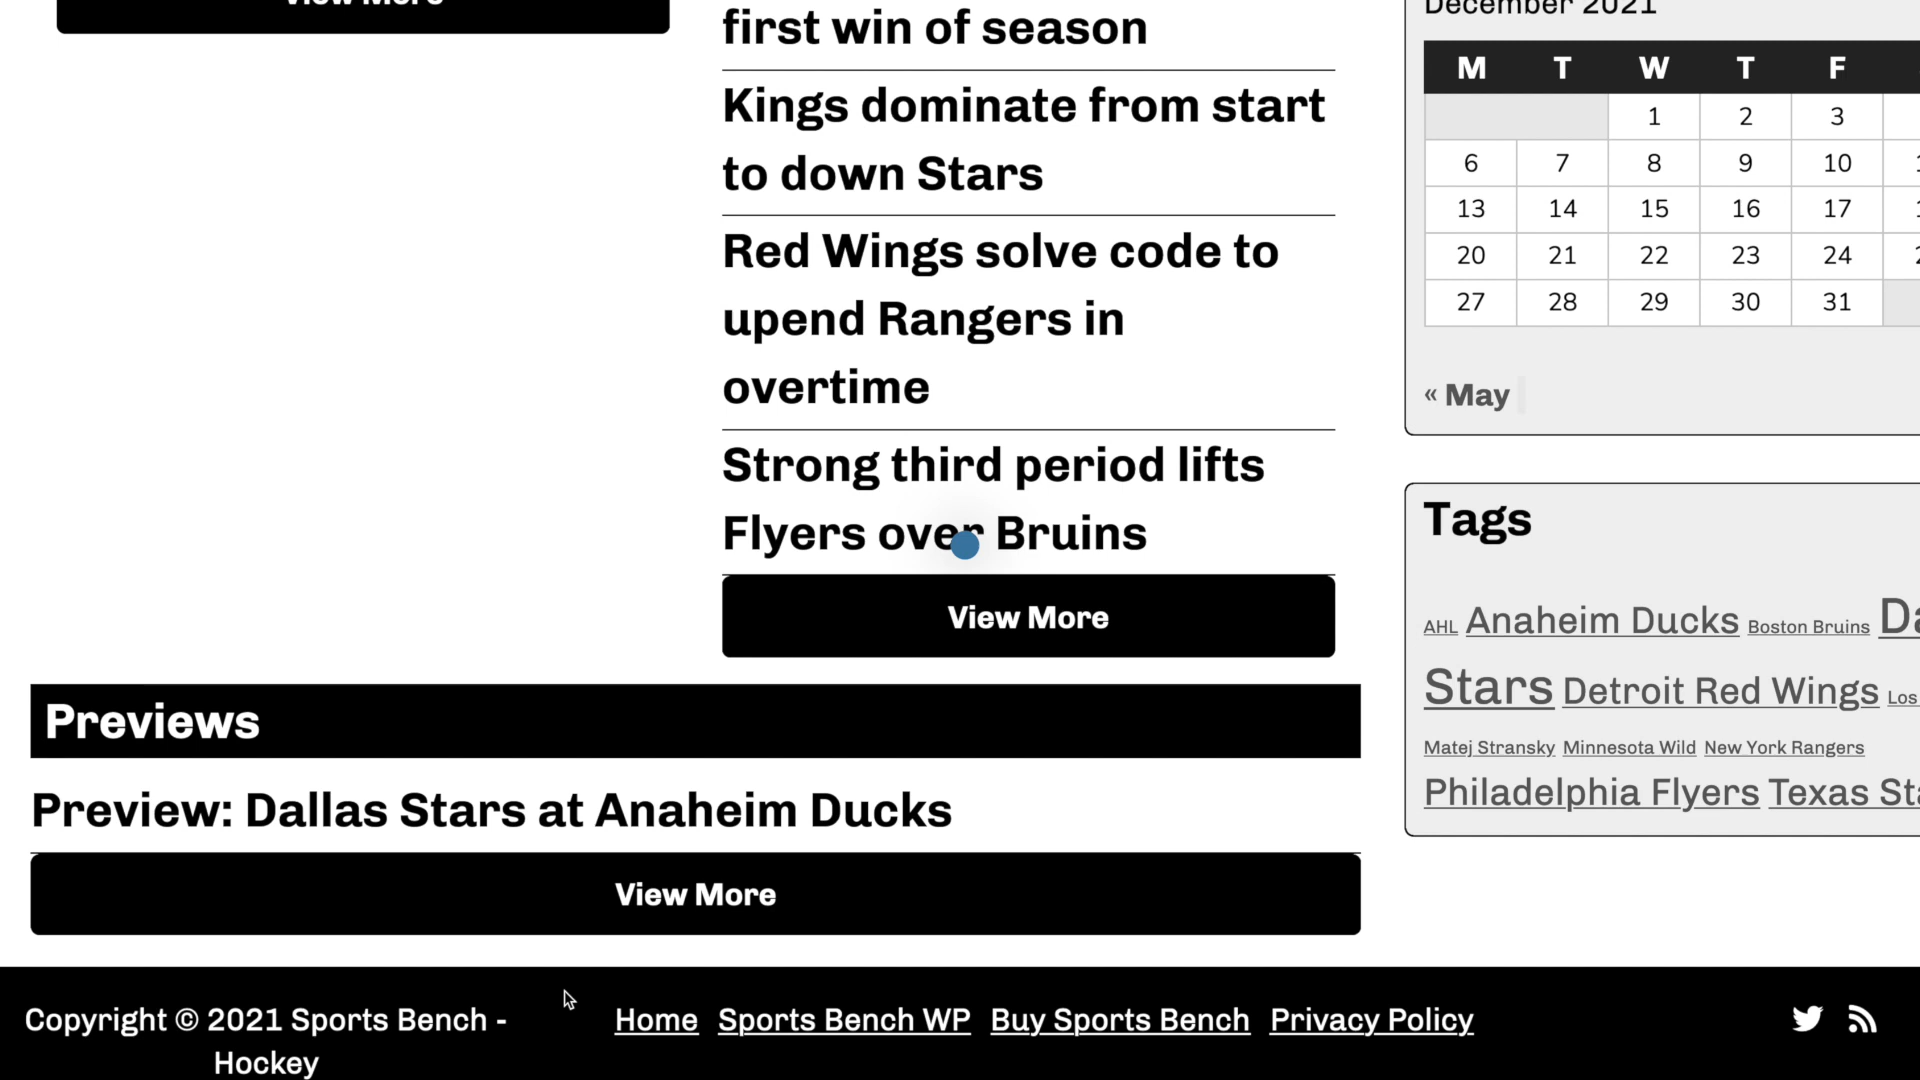 first win of season
Kings dominate from start
to down Stars
Red Wings solve code to
upend Rangers in
overtime
Strong third period lifts
Flyers over Bruins
View More
Previews
Preview: Dallas Stars at Anaheim Ducks
View More
December 2021
M T W T F
1 2 3
6 7 8 9 10
13 14 15 16 17
20 21 22 23 24
27 28 29 30 31
« May
Tags
AHL Anaheim Ducks Boston Bruins
Stars Detroit Red Wings Los
Matej Stransky Minnesota Wild New York Rangers
Philadelphia Flyers Texas
Copyright © 2021 Sports Bench -
Hockey
Home Sports Bench WP Buy Sports Bench Privacy Policy